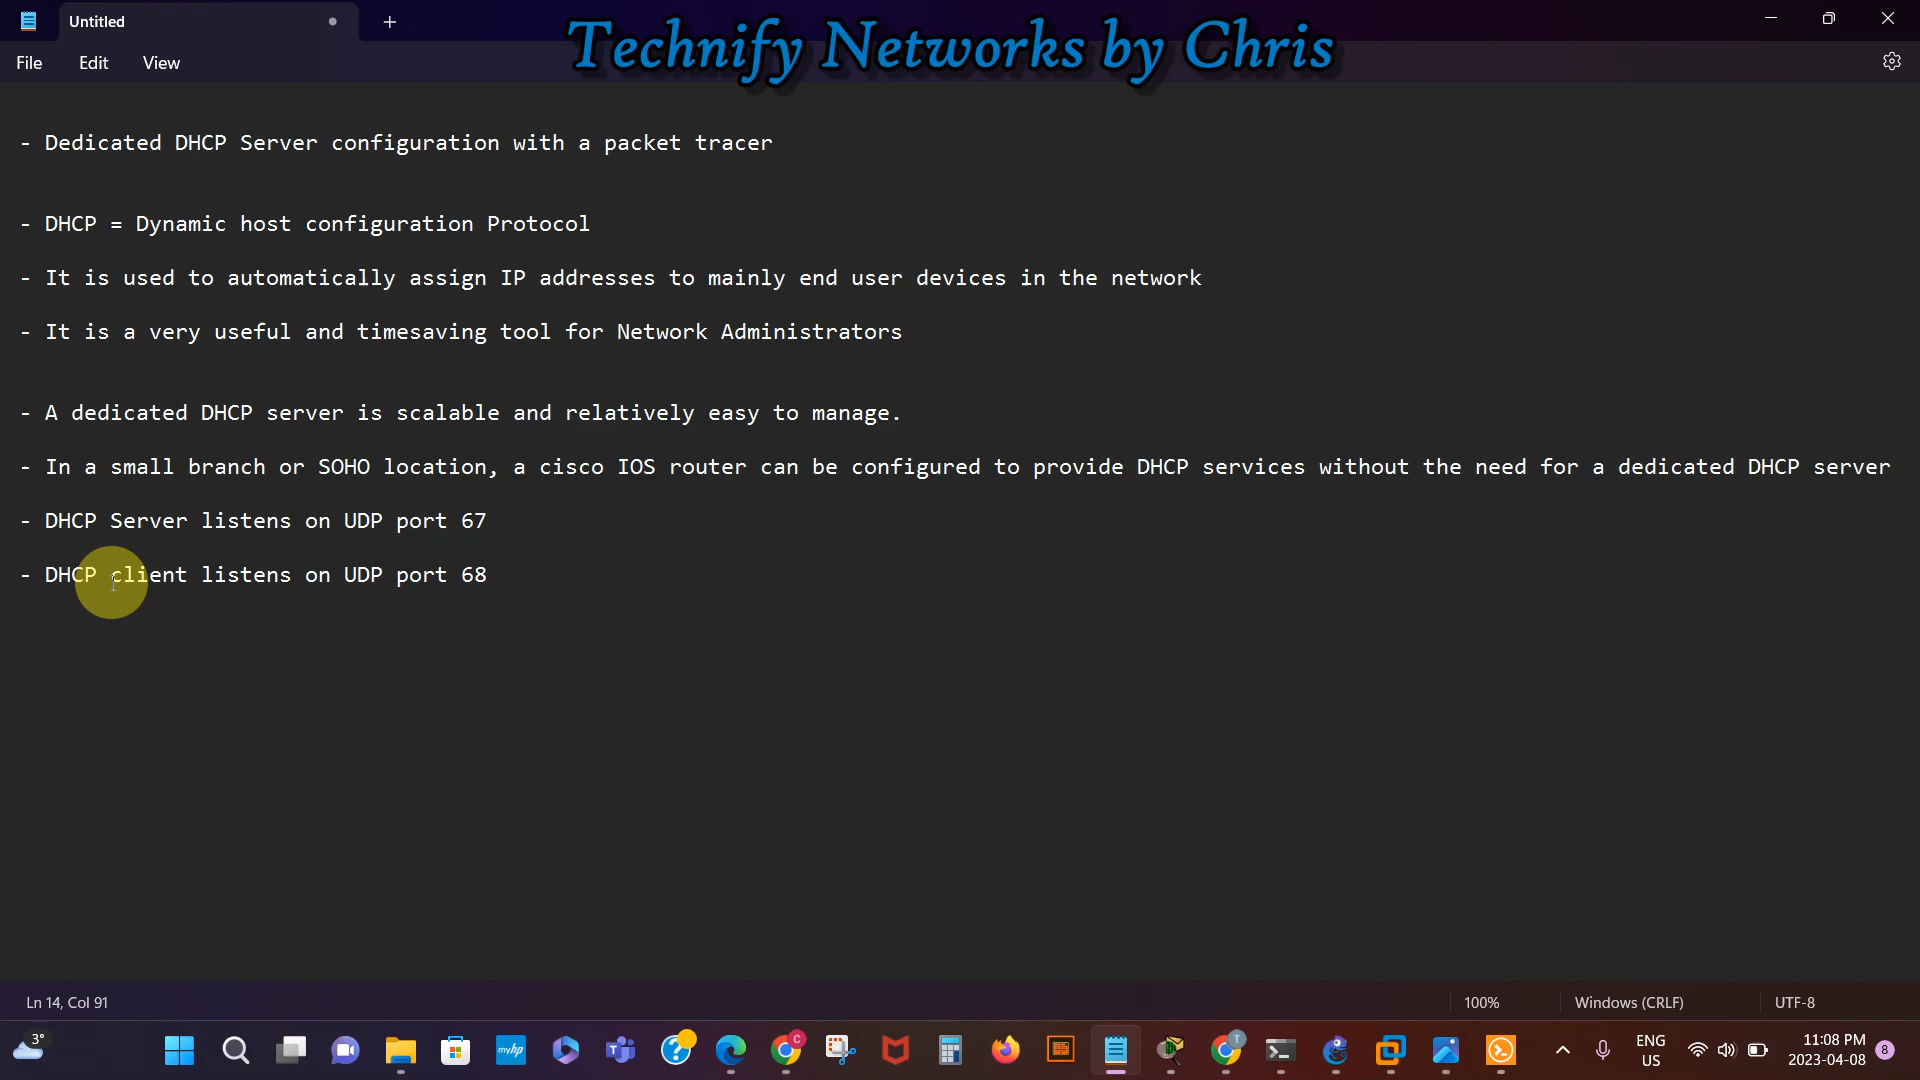 Untitled
Technify Networks by Chris
File Edit View
- Dedicated DHCP Server configuration with a packet tracer
- DHCP = Dynamic host configuration Protocol
- It is used to automatically assign IP addresses to mainly end user devices in the network
- It is a very useful and timesaving tool for Network Administrators
- A dedicated DHCP server is scalable and relatively easy to manage.
- In a small branch or SOHO location, a cisco IOS router can be configured to provide DHCP services without the need for a dedicated DHCP server
- DHCP Server listens on UDP port 67
- DHCP client listens on UDP port 68
Ln 14, Col 91 100% Windows (CRLF) UTF-8
3°
myhp
C
T
ENG
US
11:08 PM
2023-04-08
8